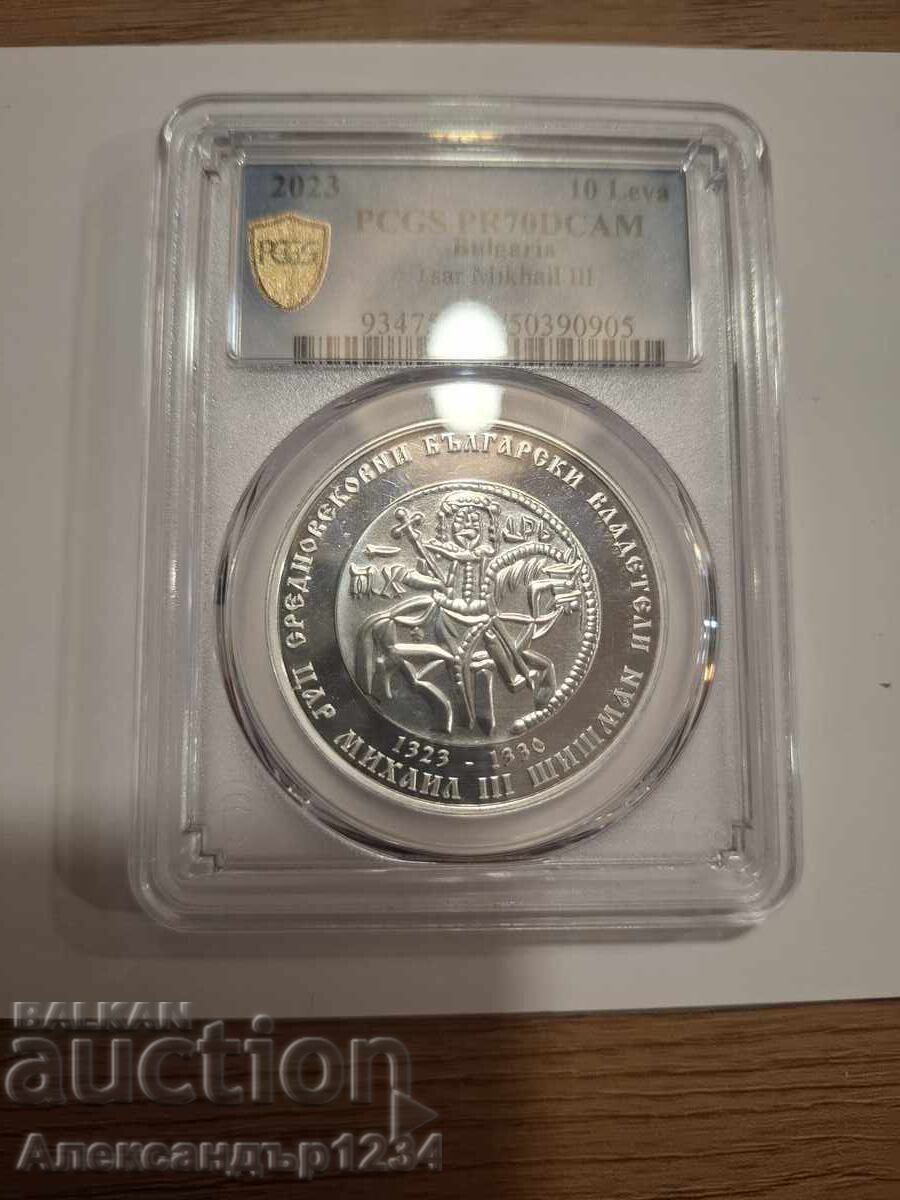 2023 10 Leva
PCGS PR70DCAM
PCGS
Bulgaria
Tsar Mikhail III
50390905
СРЕДНОВЕКОВНИ БЪЛГАРСКИ ВЛАДЕТЕЛИ
ЦАР МИХАИЛ III ШИШМАН
1323 - 1330
BALKAN
auction
Александър1234